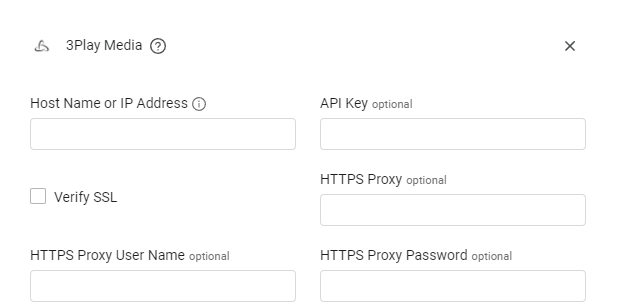 3Play Media
Host Name or IP Address
API Key optional
Verify SSL
HTTPS Proxy optional
HTTPS Proxy User Name optional
HTTPS Proxy Password optional